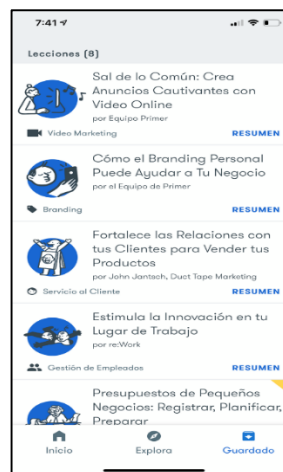 7:41
Lecciones (8)
Sal de lo Común: Crea
Anuncios Cautivantes con
Video Online
por Equipo Primer
Video Marketing
RESUMEN
Cómo el Branding Personal
Puede Ayudar a Tu Negocio
por el Equipo de Primer
Branding
RESUMEN
Fortalece las Relaciones con
tus Clientes para Vender tus
Productos
por John Jantsch, Duct Tape Marketing
Servicio al Cliente
RESUMEN
Estimula la Innovación en tu
Lugar de Trabajo
por re:Work
Gestión de Empleados
RESUMEN
Presupuestos de Pequeños
Negocios: Registrar, Planificar,
Preparar
Inicio
Explora
Guardado